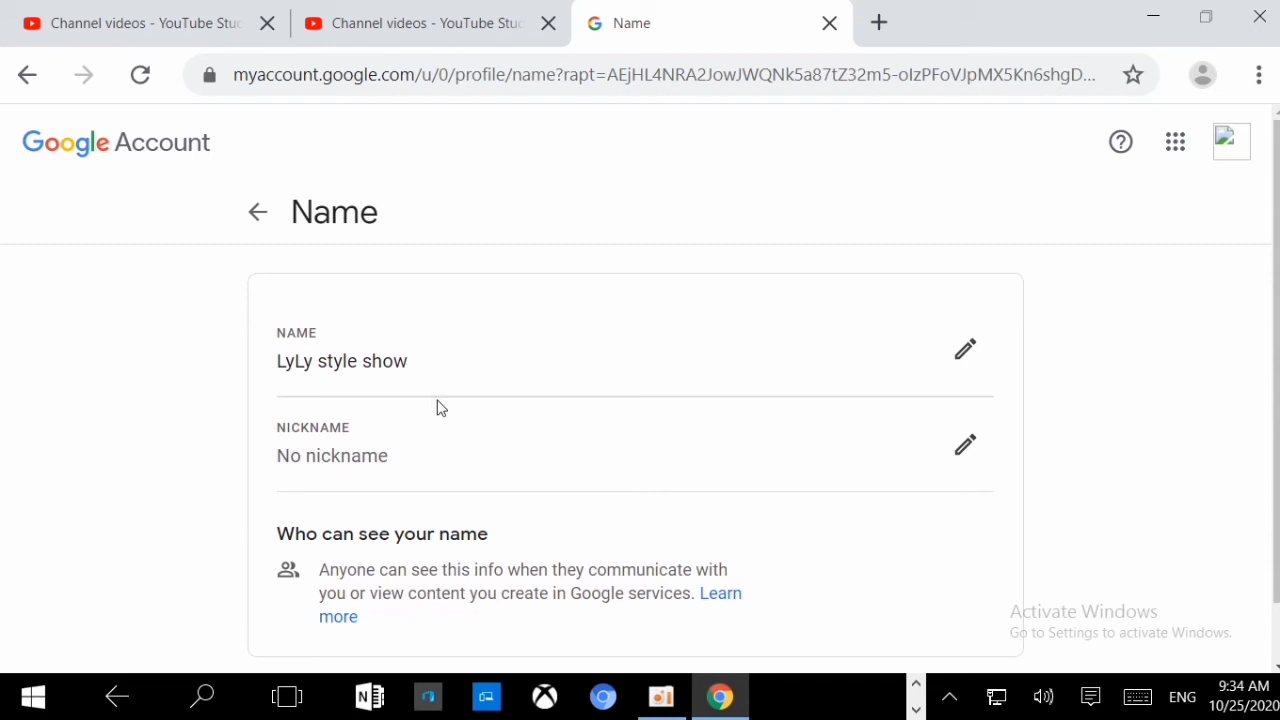 Channel videos - YouTube Stu
Channel videos - YouTube Stu
Name
myaccount.google.com/u/0/profile/name?rapt=AEjHL4NRA2JowJWQNk5a87tZ32m5-oIzPFoVJpMX5Kn6shgD...
Google Account
Name
NAME
LyLy style show
NICKNAME
No nickname
Who can see your name
Anyone can see this info when they communicate with
you or view content you create in Google services. Learn
more
Activate Windows
Go to Settings to activate Windows.
ENG
9:34 AM
10/25/2020